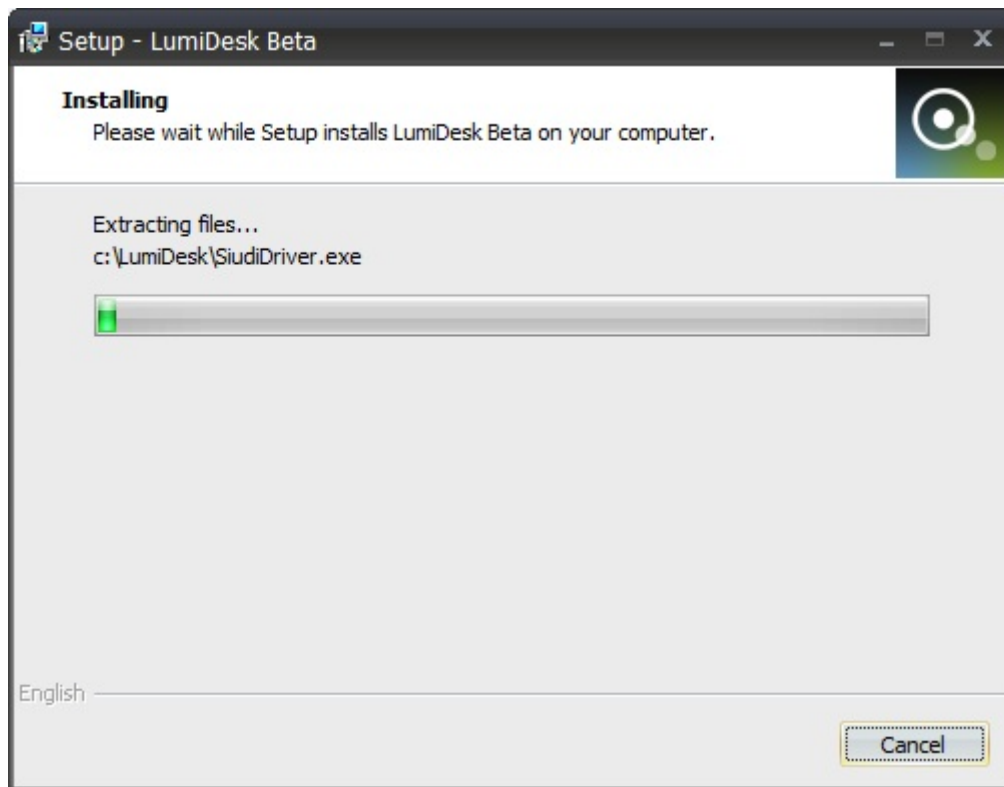 Setup - LumiDesk Beta
Installing
Please wait while Setup installs LumiDesk Beta on your computer.
Extracting files...
c:\LumiDesk\SiudiDriver.exe
English
Cancel